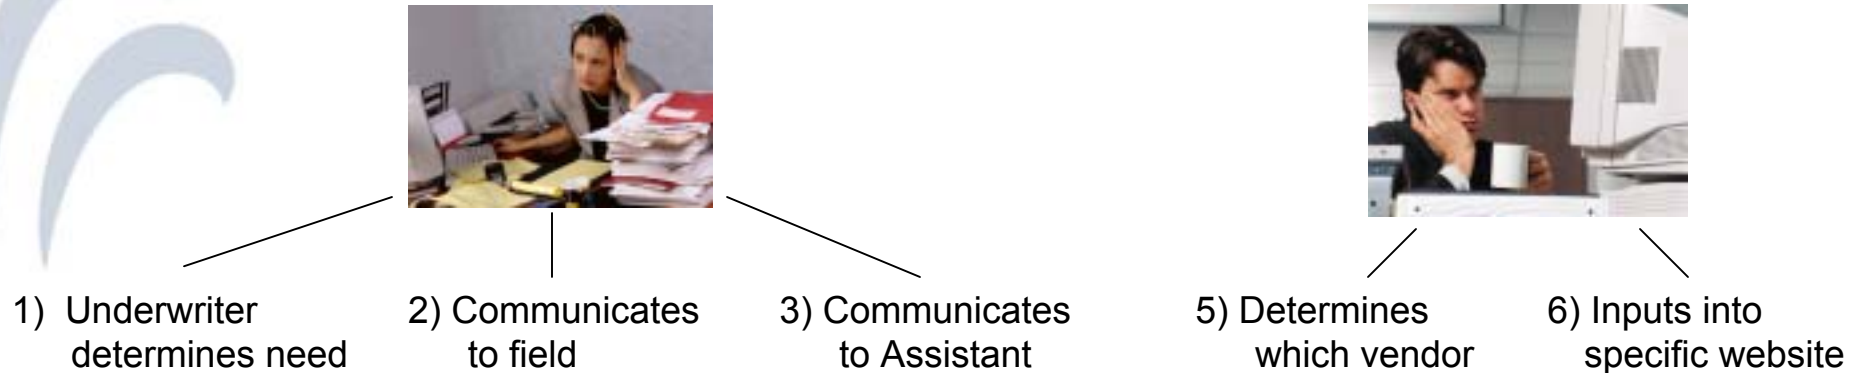 1) Underwriter
determines need
2) Communicates
to field
3) Communicates
to Assistant
5) Determines
which vendor
6) Inputs into
specific website